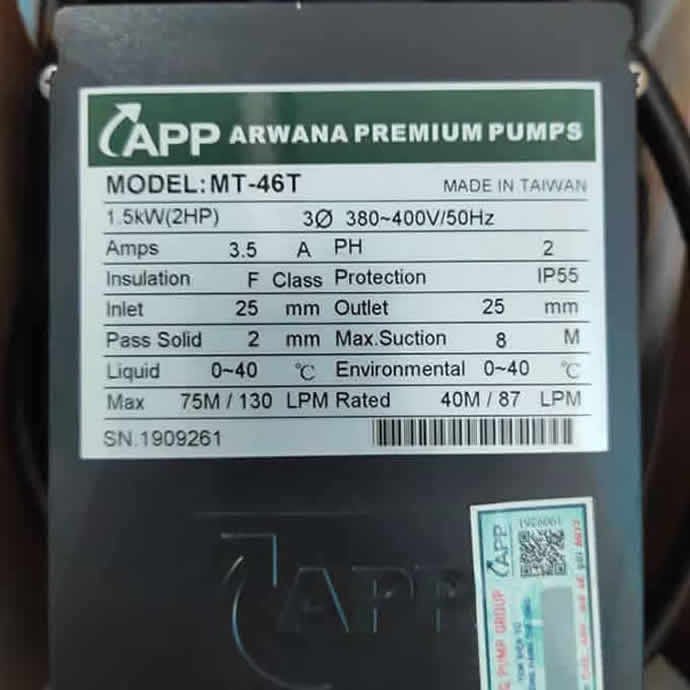 APP ARWANA PREMIUM PUMPS
MODEL: MT-46T MADE IN TAIWAN
1.5kW(2HP) 3Ø 380~400V/50Hz
Amps 3.5 A PH 2
Insulation F Class Protection IP55
Inlet 25 mm Outlet 25 mm
Pass Solid 2 mm Max.Suction 8 M
Liquid 0~40 ℃ Environmental 0~40 ℃
Max 75M / 130 LPM Rated 40M / 87 LPM
SN.1909261
APP
APP
1909261
PUMP GROUP